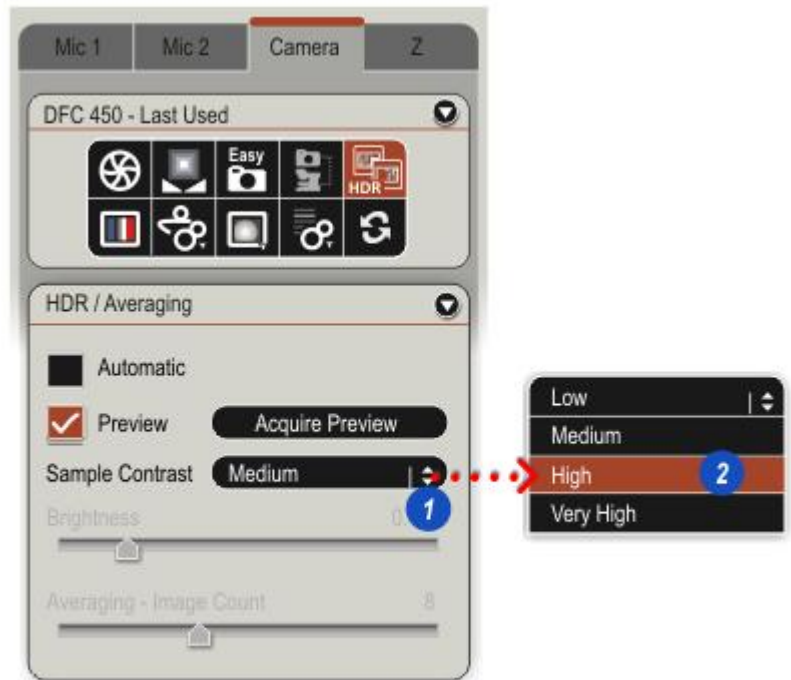 Mic 1 Mic 2 Camera Z
DFC 450 - Last Used
Easy
HDR
HDR / Averaging
Automatic
Preview Acquire Preview
Sample Contrast Medium
1
Brightness
Averaging - Image Count 8
Low
Medium
High 2
Very High